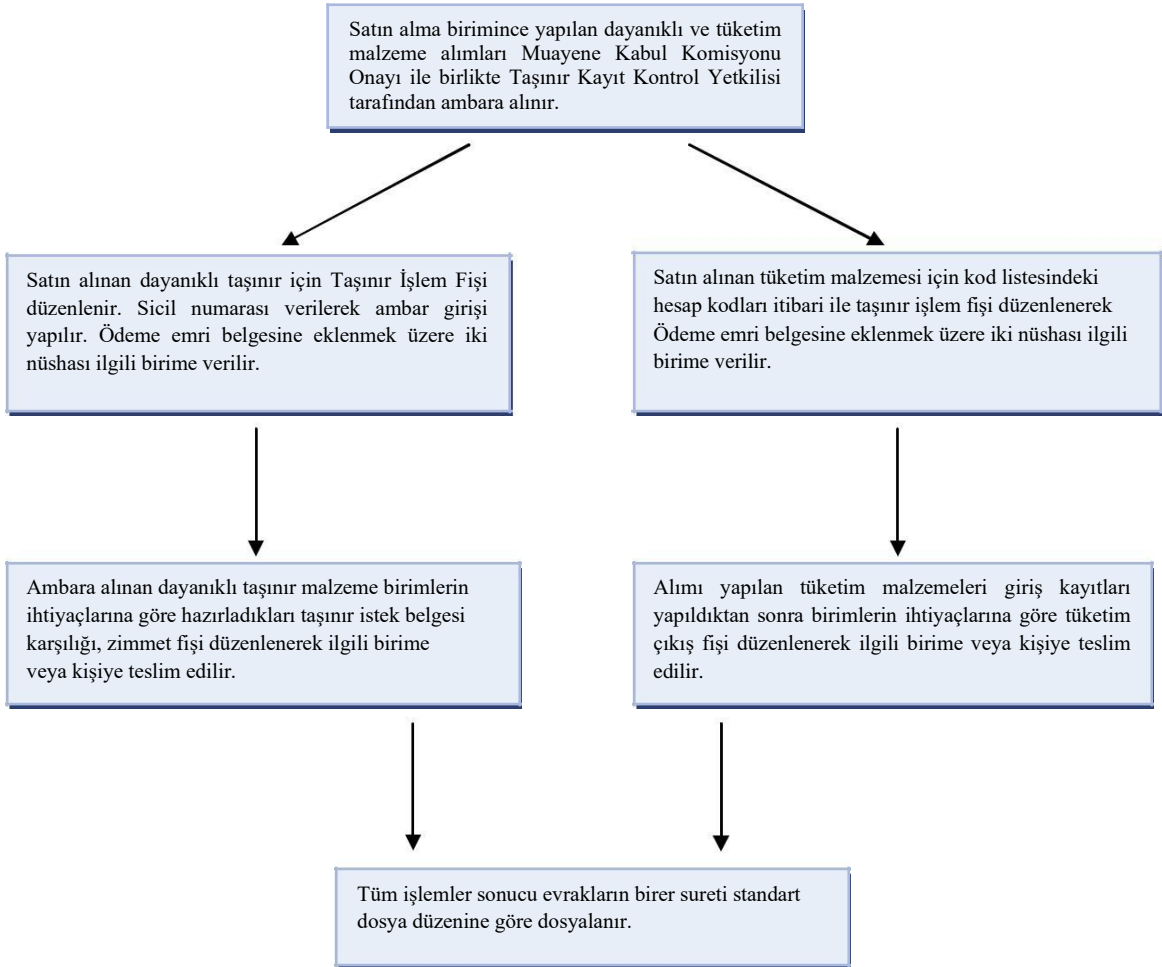 Satın alma birimince yapılan dayanıklı ve tüketim
malzeme alımları Muayene Kabul Komisyonu
Onayı ile birlikte Taşınır Kayıt Kontrol Yetkilisi
tarafından ambara alınır.
Satın alınan dayanıklı taşınır için Taşınır İşlem Fişi
düzenlenir. Sicil numarası verilerek ambar girişi
yapılır. Ödeme emri belgesine eklenmek üzere iki
nüshası ilgili birime verilir.
Satın alınan tüketim malzemesi için kod listesindeki
hesap kodları itibari ile taşınır işlem fişi düzenlenerek
Ödeme emri belgesine eklenmek üzere iki nüshası ilgili
birime verilir.
Ambara alınan dayanıklı taşınır malzeme birimlerin
ihtiyaçlarına göre hazırladıkları taşınır istek belgesi
karşılığı, zimmet fişi düzenlenerek ilgili birime
veya kişiye teslim edilir.
Alımı yapılan tüketim malzemeleri giriş kayıtları
yapıldıktan sonra birimlerin ihtiyaçlarına göre tüketim
çıkış fişi düzenlenerek ilgili birime veya kişiye teslim
edilir.
Tüm işlemler sonucu evrakların birer sureti standart
dosya düzenine göre dosyalanır.